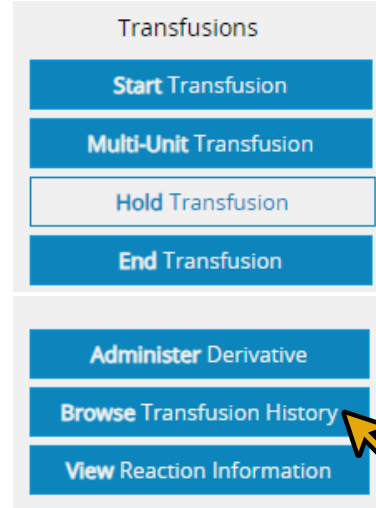 Transfusions
Start Transfusion
Multi-Unit Transfusion
Hold Transfusion
End Transfusion
Administer Derivative
Browse Transfusion History
View Reaction Information